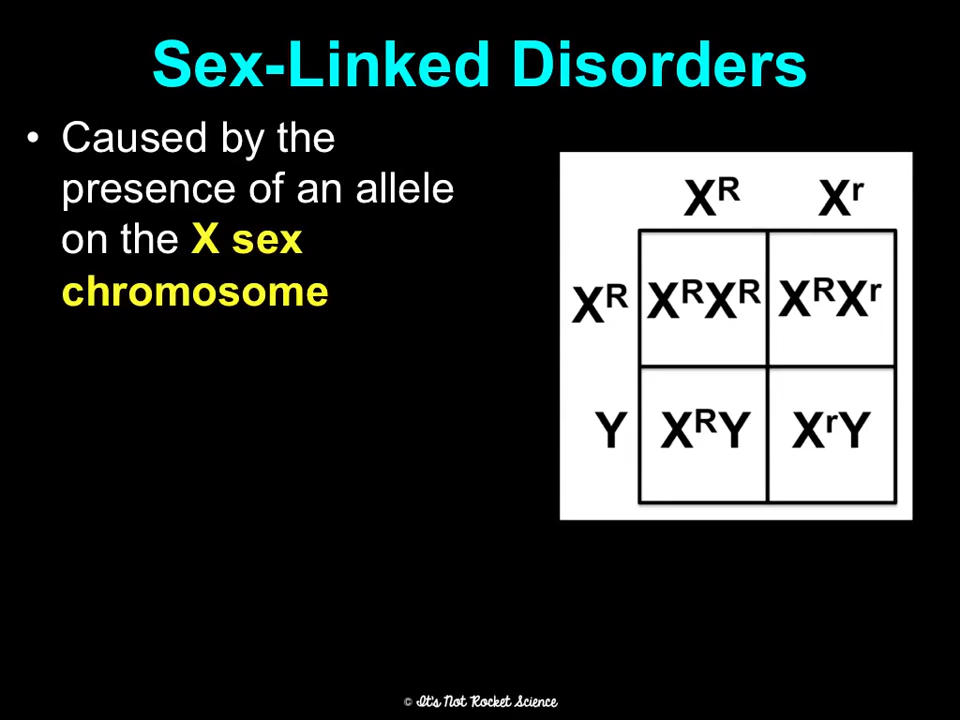 Sex-Linked Disorders
• Caused by the
presence of an allele
on the X sex
chromosome
Xᴿ Xʳ
Xᴿ XᴿXᴿ XᴿXʳ
Y XᴿY XʳY
© It's Not Rocket Science